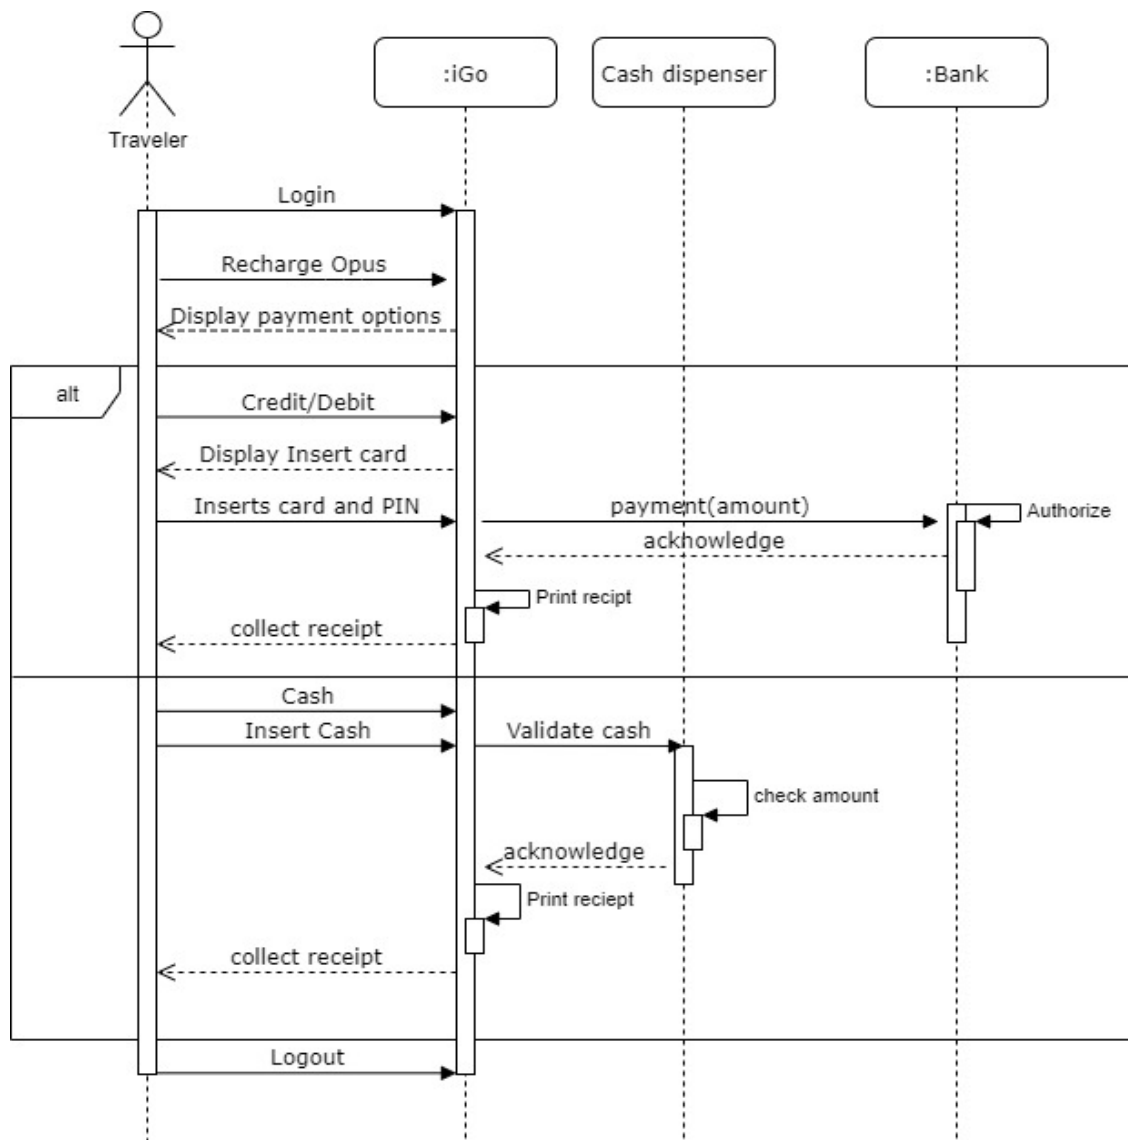 :iGo
Cash dispenser
:Bank
Traveler
Login
Recharge Opus
Display payment options
alt
Credit/Debit
Display Insert card
Inserts card and PIN
payment(amount)
Authorize
acknowledge
Print recipt
collect receipt
Cash
Insert Cash
Validate cash
check amount
acknowledge
Print reciept
collect receipt
Logout